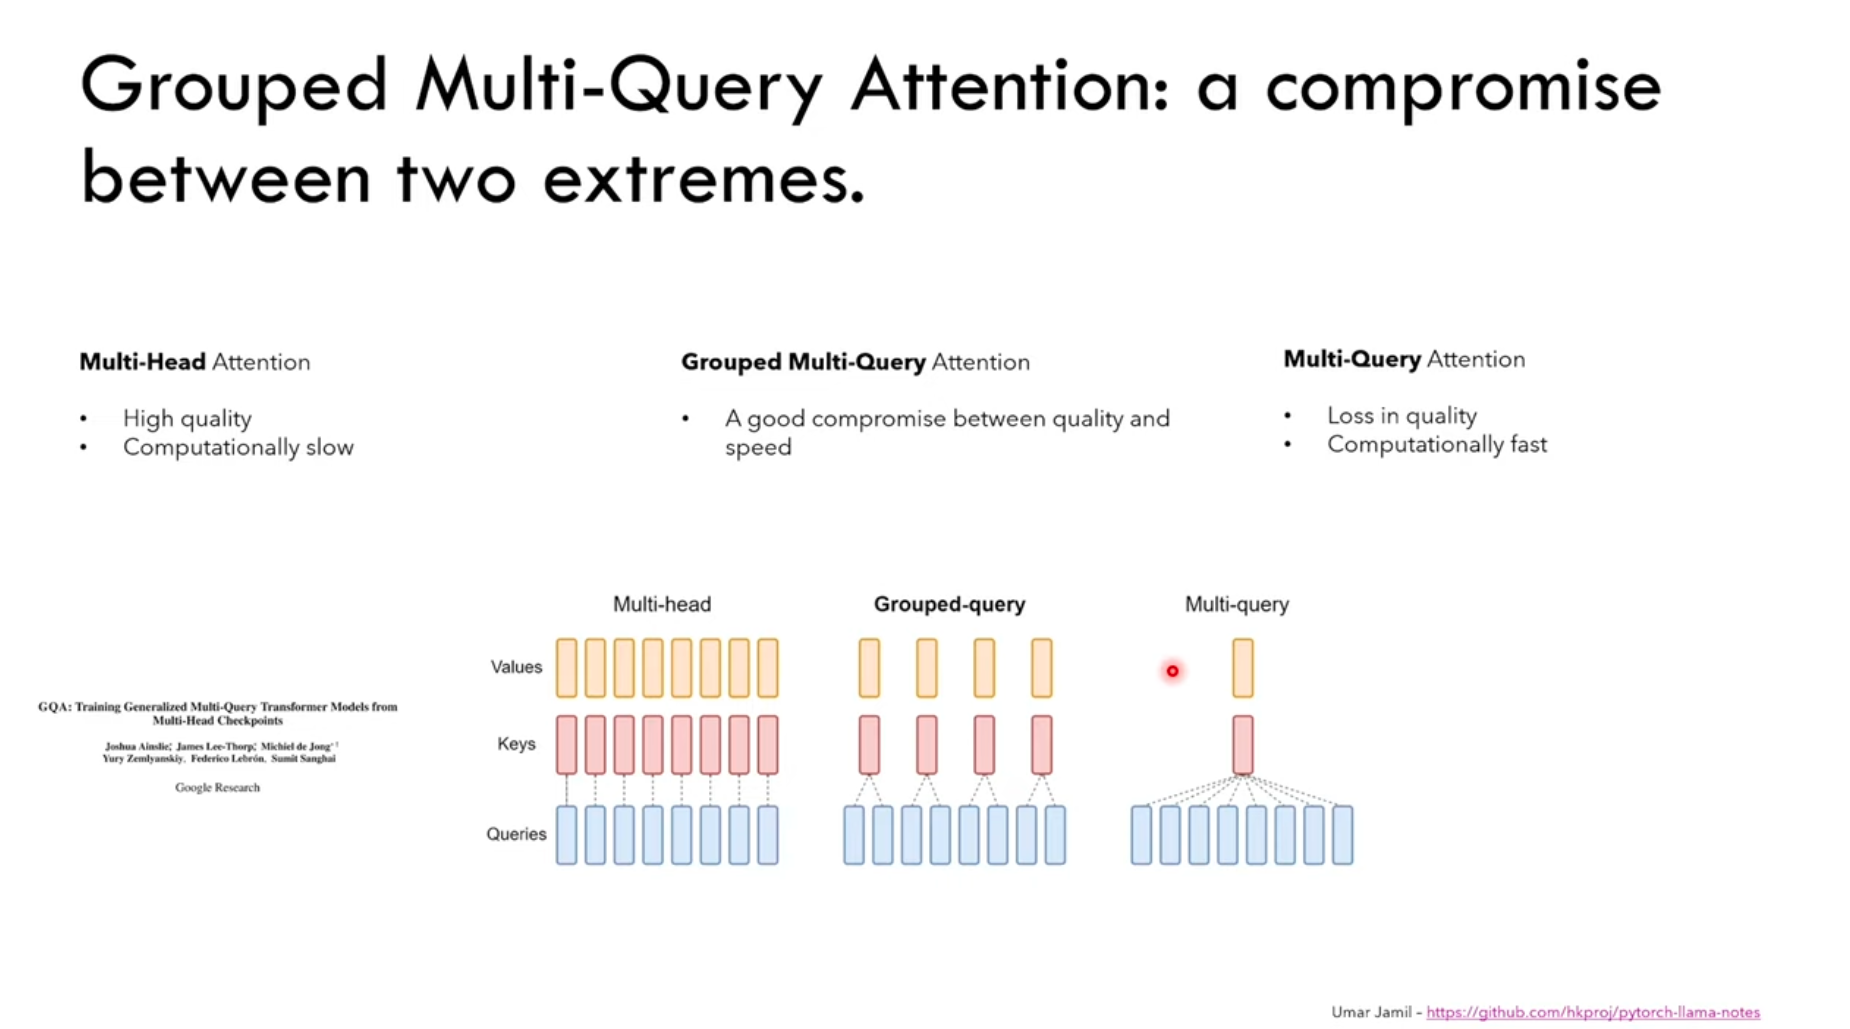 Grouped Multi-Query Attention: a compromise
between two extremes.
Multi-Head Attention
• High quality
• Computationally slow
Grouped Multi-Query Attention
• A good compromise between quality and
speed
Multi-Query Attention
• Loss in quality
• Computationally fast
GQA: Training Generalized Multi-Query Transformer Models from
Multi-Head Checkpoints
Joshua Ainslie, James Lee-Thorp, Michiel de Jong
Yury Zemlyanskiy, Federico Lebrón, Sumit Sanghai
Google Research
Multi-head
Grouped-query
Multi-query
Values
Keys
Queries
Umar Jamil - https://github.com/hkproj/pytorch-llama-notes